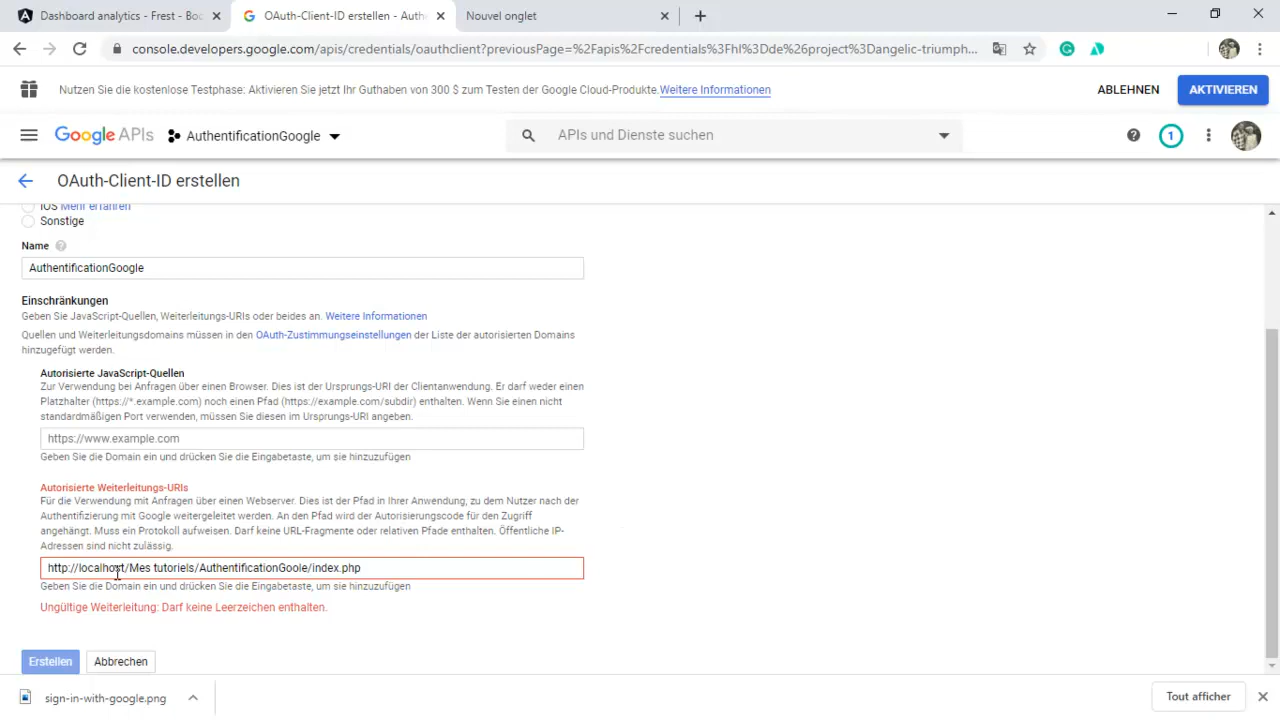 Dashboard analytics - Frest - Boo
OAuth-Client-ID erstellen - Authe
Nouvel onglet
console.developers.google.com/apis/credentials/oauthclient?previousPage=%2Fapis%2Fcredentials%3Fhl%3Dde%26project%3Dangelic-triumph...
Nutzen Sie die kostenlose Testphase: Aktivieren Sie jetzt Ihr Guthaben von 300 $ zum Testen der Google Cloud-Produkte.Weitere Informationen
ABLEHNEN
AKTIVIEREN
Google APIs
AuthentificationGoogle
APIs und Dienste suchen
1
OAuth-Client-ID erstellen
iOS Mehr erfahren
Sonstige
Name
AuthentificationGoogle
Einschränkungen
Geben Sie JavaScript-Quellen, Weiterleitungs-URIs oder beides an. Weitere Informationen
Quellen und Weiterleitungsdomains müssen in den OAuth-Zustimmungseinstellungen der Liste der autorisierten Domains
hinzugefügt werden.
Autorisierte JavaScript-Quellen
Zur Verwendung bei Anfragen über einen Browser. Dies ist der Ursprungs-URI der Clientanwendung. Er darf weder einen
Platzhalter (https://*.example.com) noch einen Pfad (https://example.com/subdir) enthalten. Wenn Sie einen nicht
standardmäßigen Port verwenden, müssen Sie diesen im Ursprungs-URI angeben.
https://www.example.com
Geben Sie die Domain ein und drücken Sie die Eingabetaste, um sie hinzuzufügen
Autorisierte Weiterleitungs-URIs
Für die Verwendung mit Anfragen über einen Webserver. Dies ist der Pfad in Ihrer Anwendung, zu dem Nutzer nach der
Authentifizierung mit Google weitergeleitet werden. An den Pfad wird der Autorisierungscode für den Zugriff
angehängt. Muss ein Protokoll aufweisen. Darf keine URL-Fragmente oder relativen Pfade enthalten. Öffentliche IP-
Adressen sind nicht zulässig.
http://localhost/Mes tutoriels/AuthentificationGoole/index.php
Geben Sie die Domain ein und drücken Sie die Eingabetaste, um sie hinzuzufügen
Ungültige Weiterleitung: Darf keine Leerzeichen enthalten.
Erstellen
Abbrechen
sign-in-with-google.png
Tout afficher